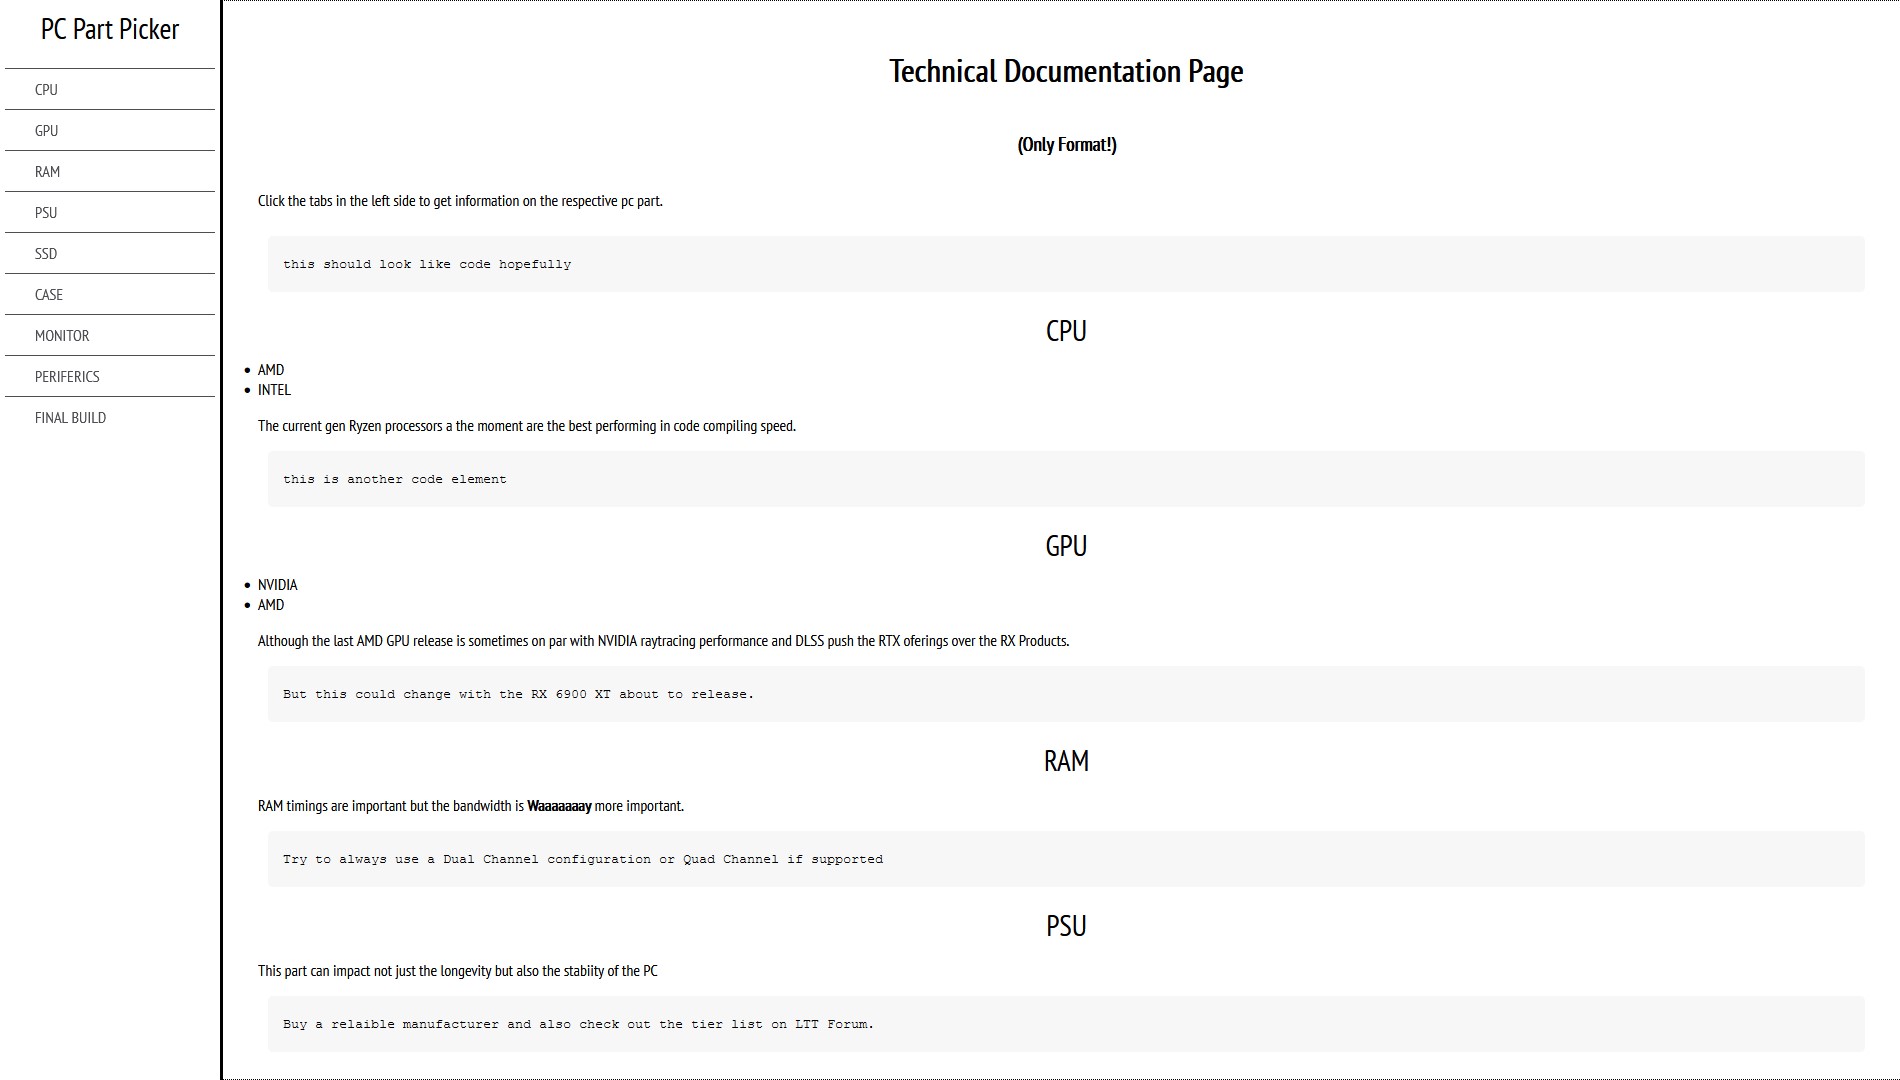 PC Part Picker
CPU
GPU
RAM
PSU
SSD
CASE
MONITOR
PERIFERICS
FINAL BUILD
Technical Documentation Page
(Only Format!)
Click the tabs in the left side to get information on the respective pc part.
this should look like code hopefully
CPU
AMD
INTEL
The current gen Ryzen processors a the moment are the best performing in code compiling speed.
this is another code element
GPU
NVIDIA
AMD
Although the last AMD GPU release is sometimes on par with NVIDIA raytracing performance and DLSS push the RTX oferings over the RX Products.
But this could change with the RX 6900 XT about to release.
RAM
RAM timings are important but the bandwidth is Waaaaaaay more important.
Try to always use a Dual Channel configuration or Quad Channel if supported
PSU
This part can impact not just the longevity but also the stabiity of the PC
Buy a relaible manufacturer and also check out the tier list on LTT Forum.